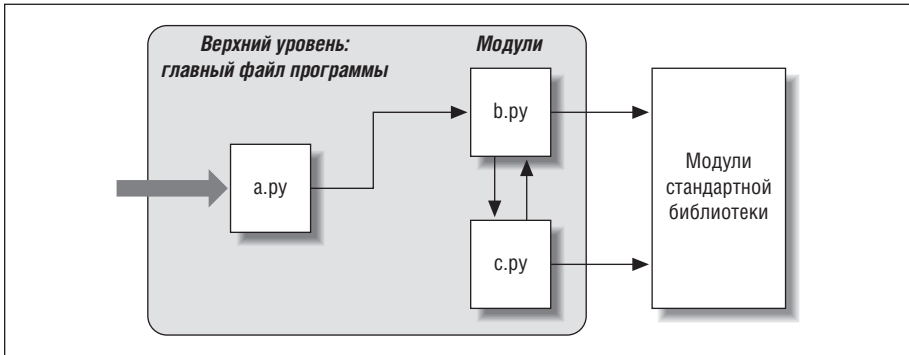 Верхний уровень:
главный файл программы
Модули
a.py
b.py
c.py
Модули
стандартной
библиотеки